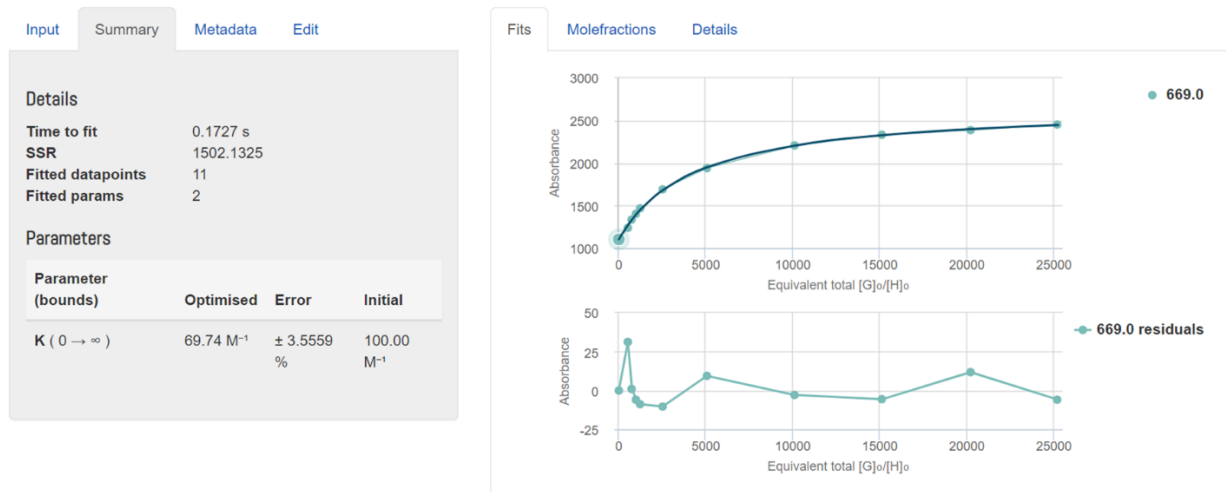 Input Summary Metadata Edit
Details
Time to fit 0.1727 s
SSR 1502.1325
Fitted datapoints 11
Fitted params 2
Parameters
Parameter
(bounds) Optimised Error Initial
K ( 0 → ∞ ) 69.74 M⁻¹ ± 3.5559 100.00
% M⁻¹
Fits Molefractions Details
3000
2500
2000
1500
1000
Absorbance
0 5000 10000 15000 20000 25000
Equivalent total [G]₀/[H]₀
669.0
50
25
0
-25
Absorbance
0 5000 10000 15000 20000 25000
Equivalent total [G]₀/[H]₀
669.0 residuals